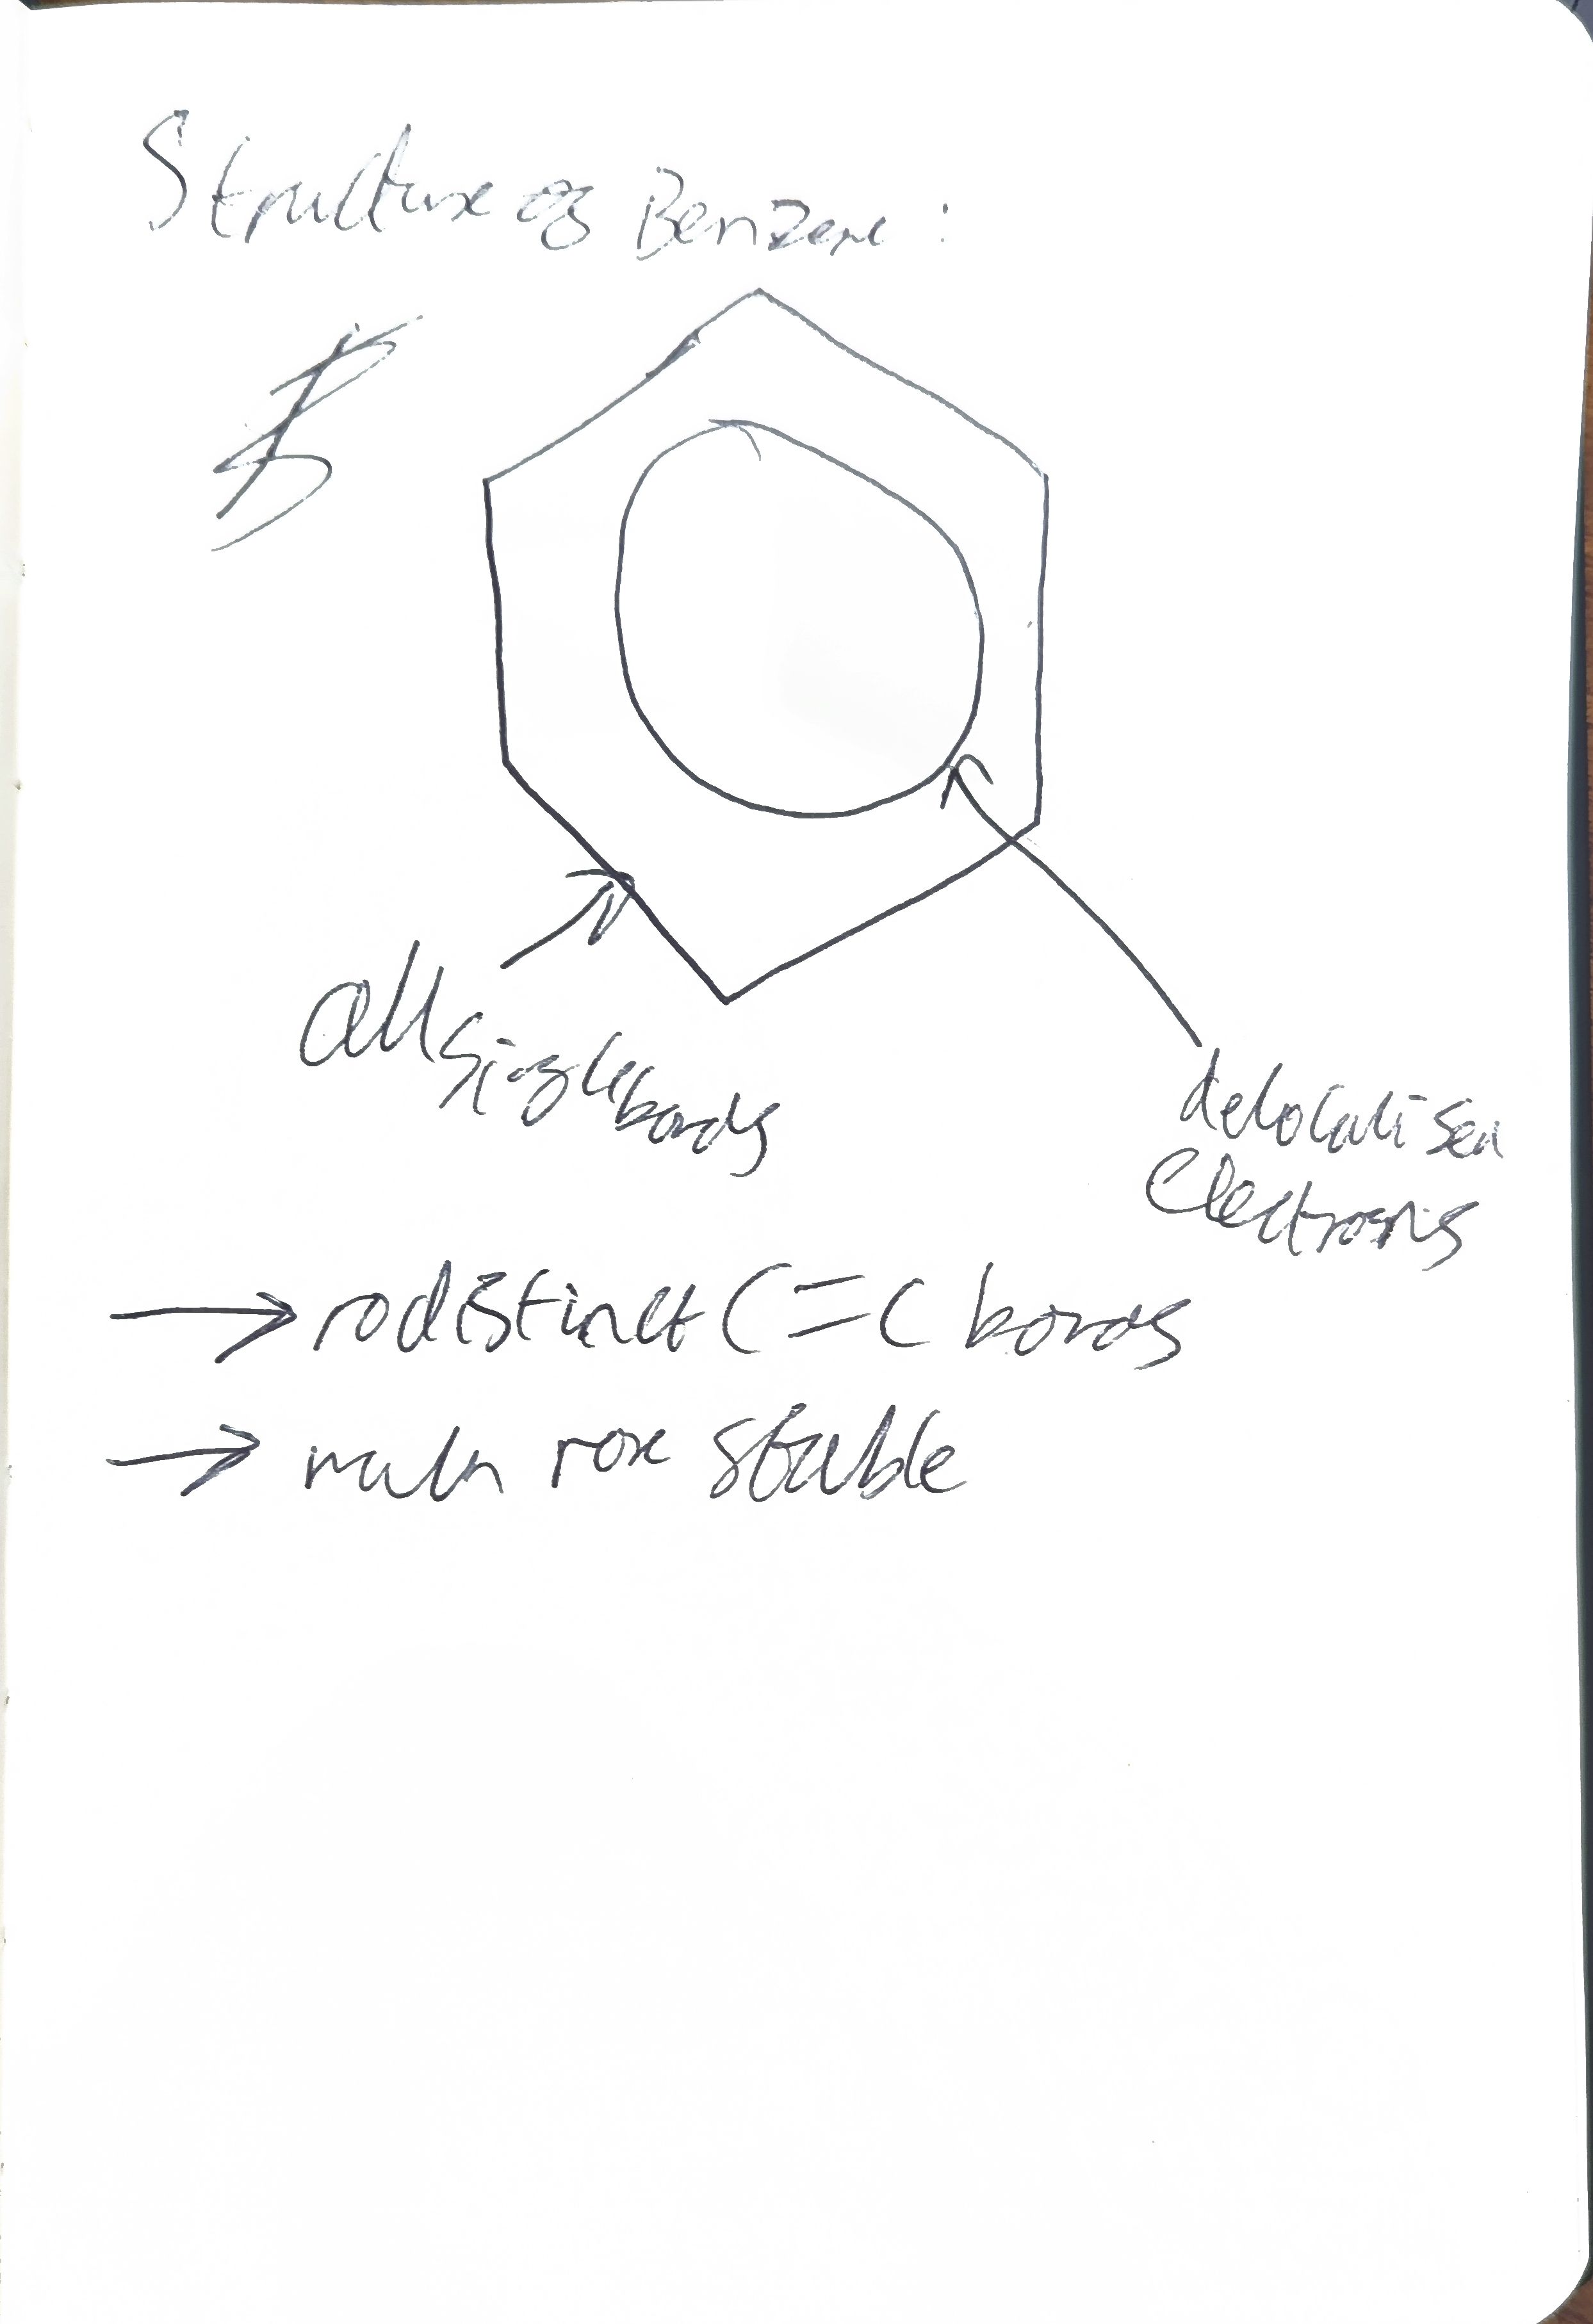 Structure of Benzene :
all single bonds
delocalised
electrons
→ no distinct C=C bonds
→ much more stable